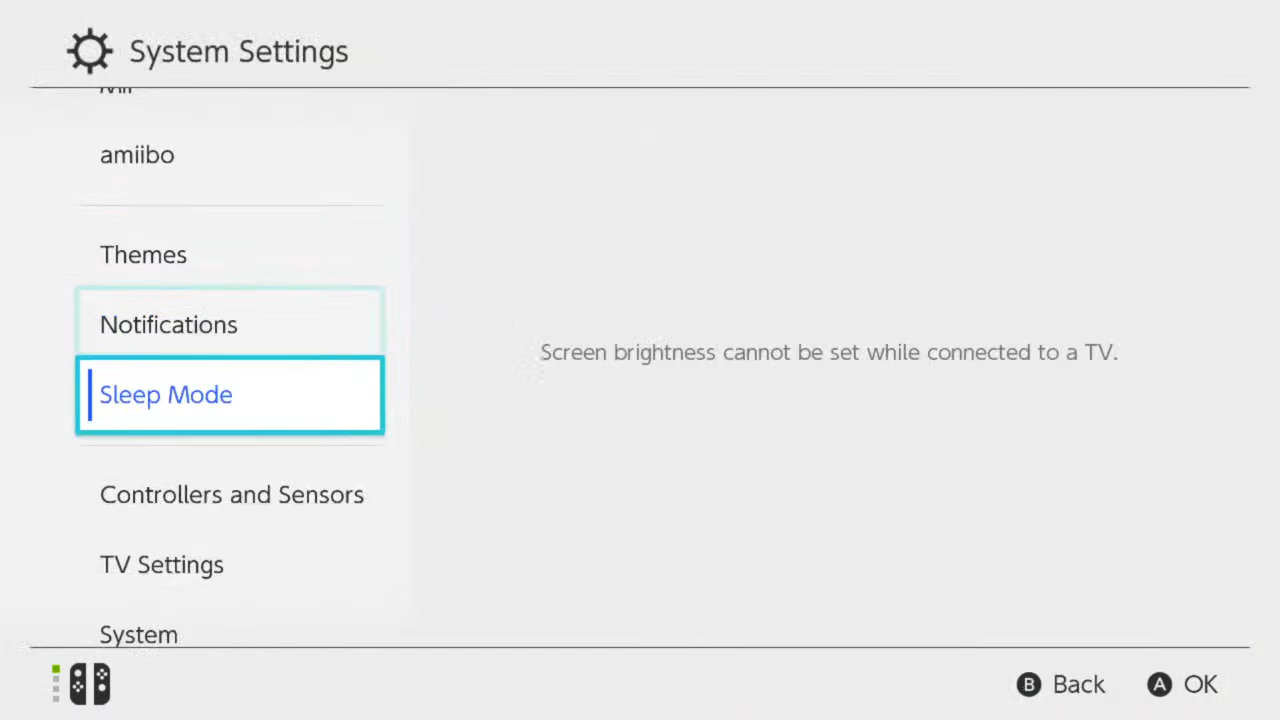 System Settings
Mii
amiibo
Themes
Notifications
Sleep Mode
Controllers and Sensors
TV Settings
System
Screen brightness cannot be set while connected to a TV.
B Back
A OK